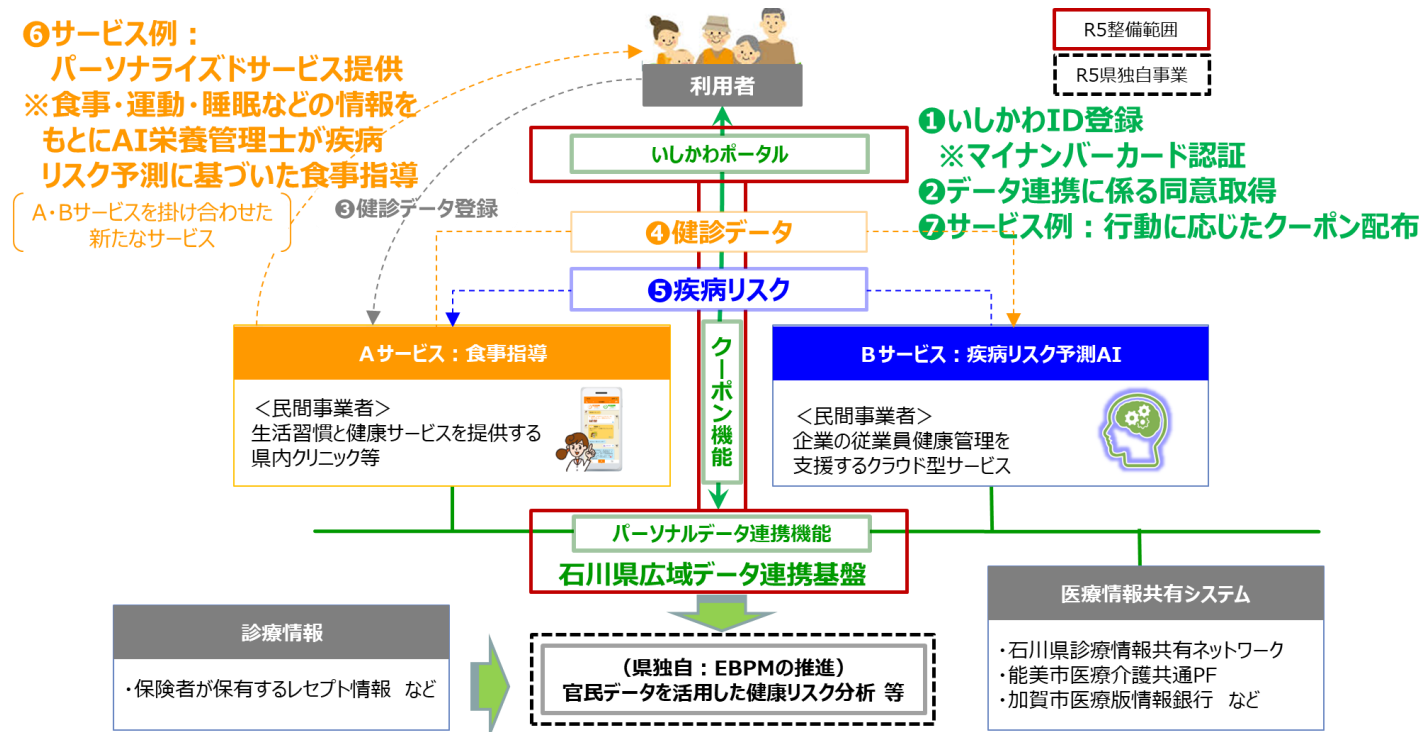 ❻サービス例：
パーソナライズドサービス提供
※食事・運動・睡眠などの情報を
もとにAI栄養管理士が疾病
リスク予測に基づいた食事指導
A・Bサービスを掛け合わせた
新たなサービス
利用者
R5整備範囲
R5県独自事業
いしかわポータル
❶いしかわID登録
※マイナンバーカード認証
❷データ連携に係る同意取得
❼サービス例：行動に応じたクーポン配布
❸健診データ登録
❹健診データ
❺疾病リスク
Aサービス：食事指導
＜民間事業者＞
生活習慣と健康サービスを提供する
県内クリニック等
クーポン機能
Bサービス：疾病リスク予測AI
＜民間事業者＞
企業の従業員健康管理を
支援するクラウド型サービス
パーソナルデータ連携機能
石川県広域データ連携基盤
診療情報
・保険者が保有するレセプト情報 など
（県独自：EBPMの推進）
官民データを活用した健康リスク分析 等
医療情報共有システム
・石川県診療情報共有ネットワーク
・能美市医療介護共通PF
・加賀市医療版情報銀行 など